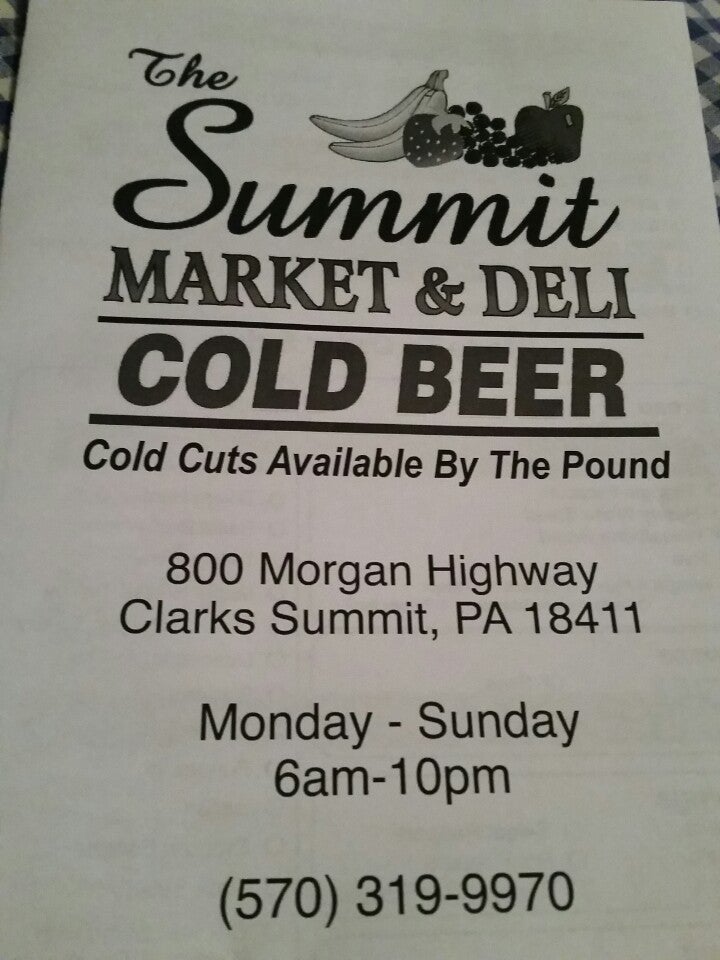 The
Summit
MARKET & DELI
COLD BEER
Cold Cuts Available By The Pound
800 Morgan Highway
Clarks Summit, PA 18411
Monday - Sunday
6am-10pm
(570) 319-9970